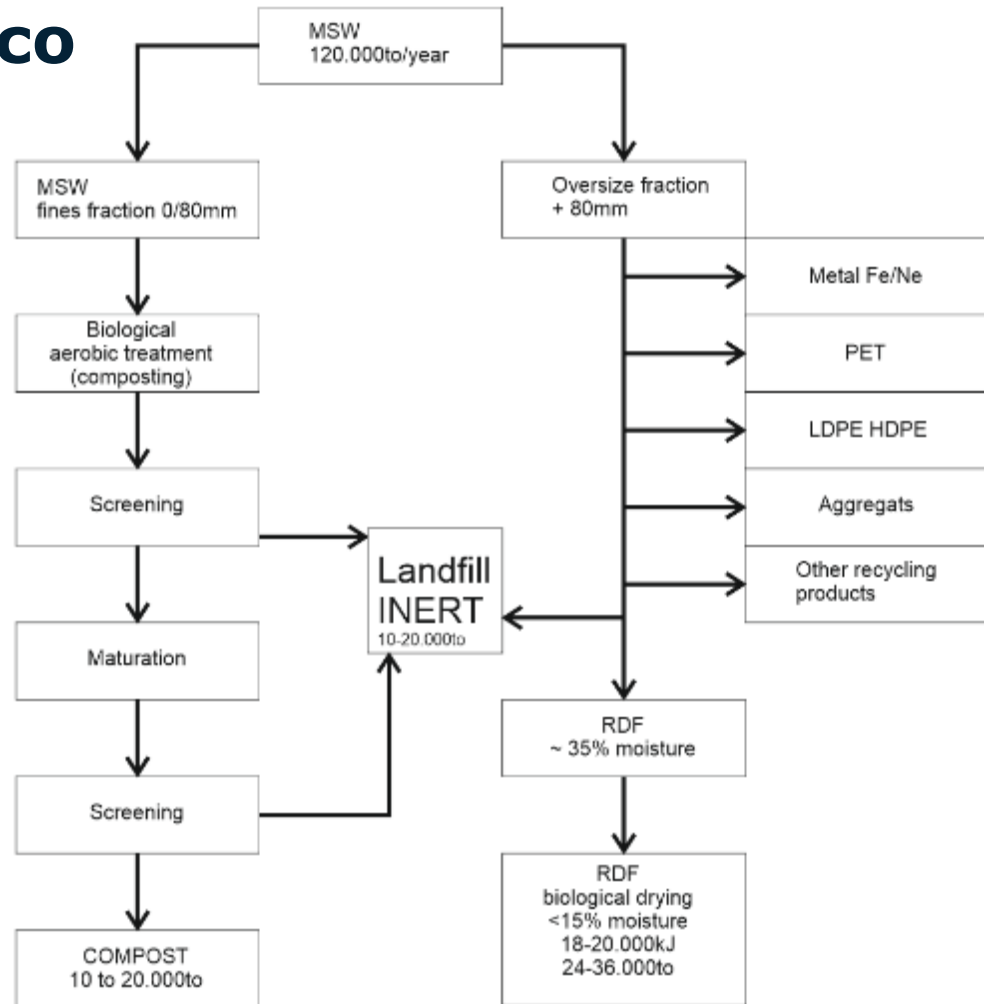 co
MSW
120.000to/year
MSW
fines fraction 0/80mm
Oversize fraction
+ 80mm
Metal Fe/Ne
Biological
aerobic treatment
(composting)
PET
LDPE HDPE
Screening
Aggregats
Landfill
INERT
10-20.000to
Other recycling
products
Maturation
RDF
~ 35% moisture
Screening
RDF
biological drying
<15% moisture
18-20.000kJ
24-36.000to
COMPOST
10 to 20.000to